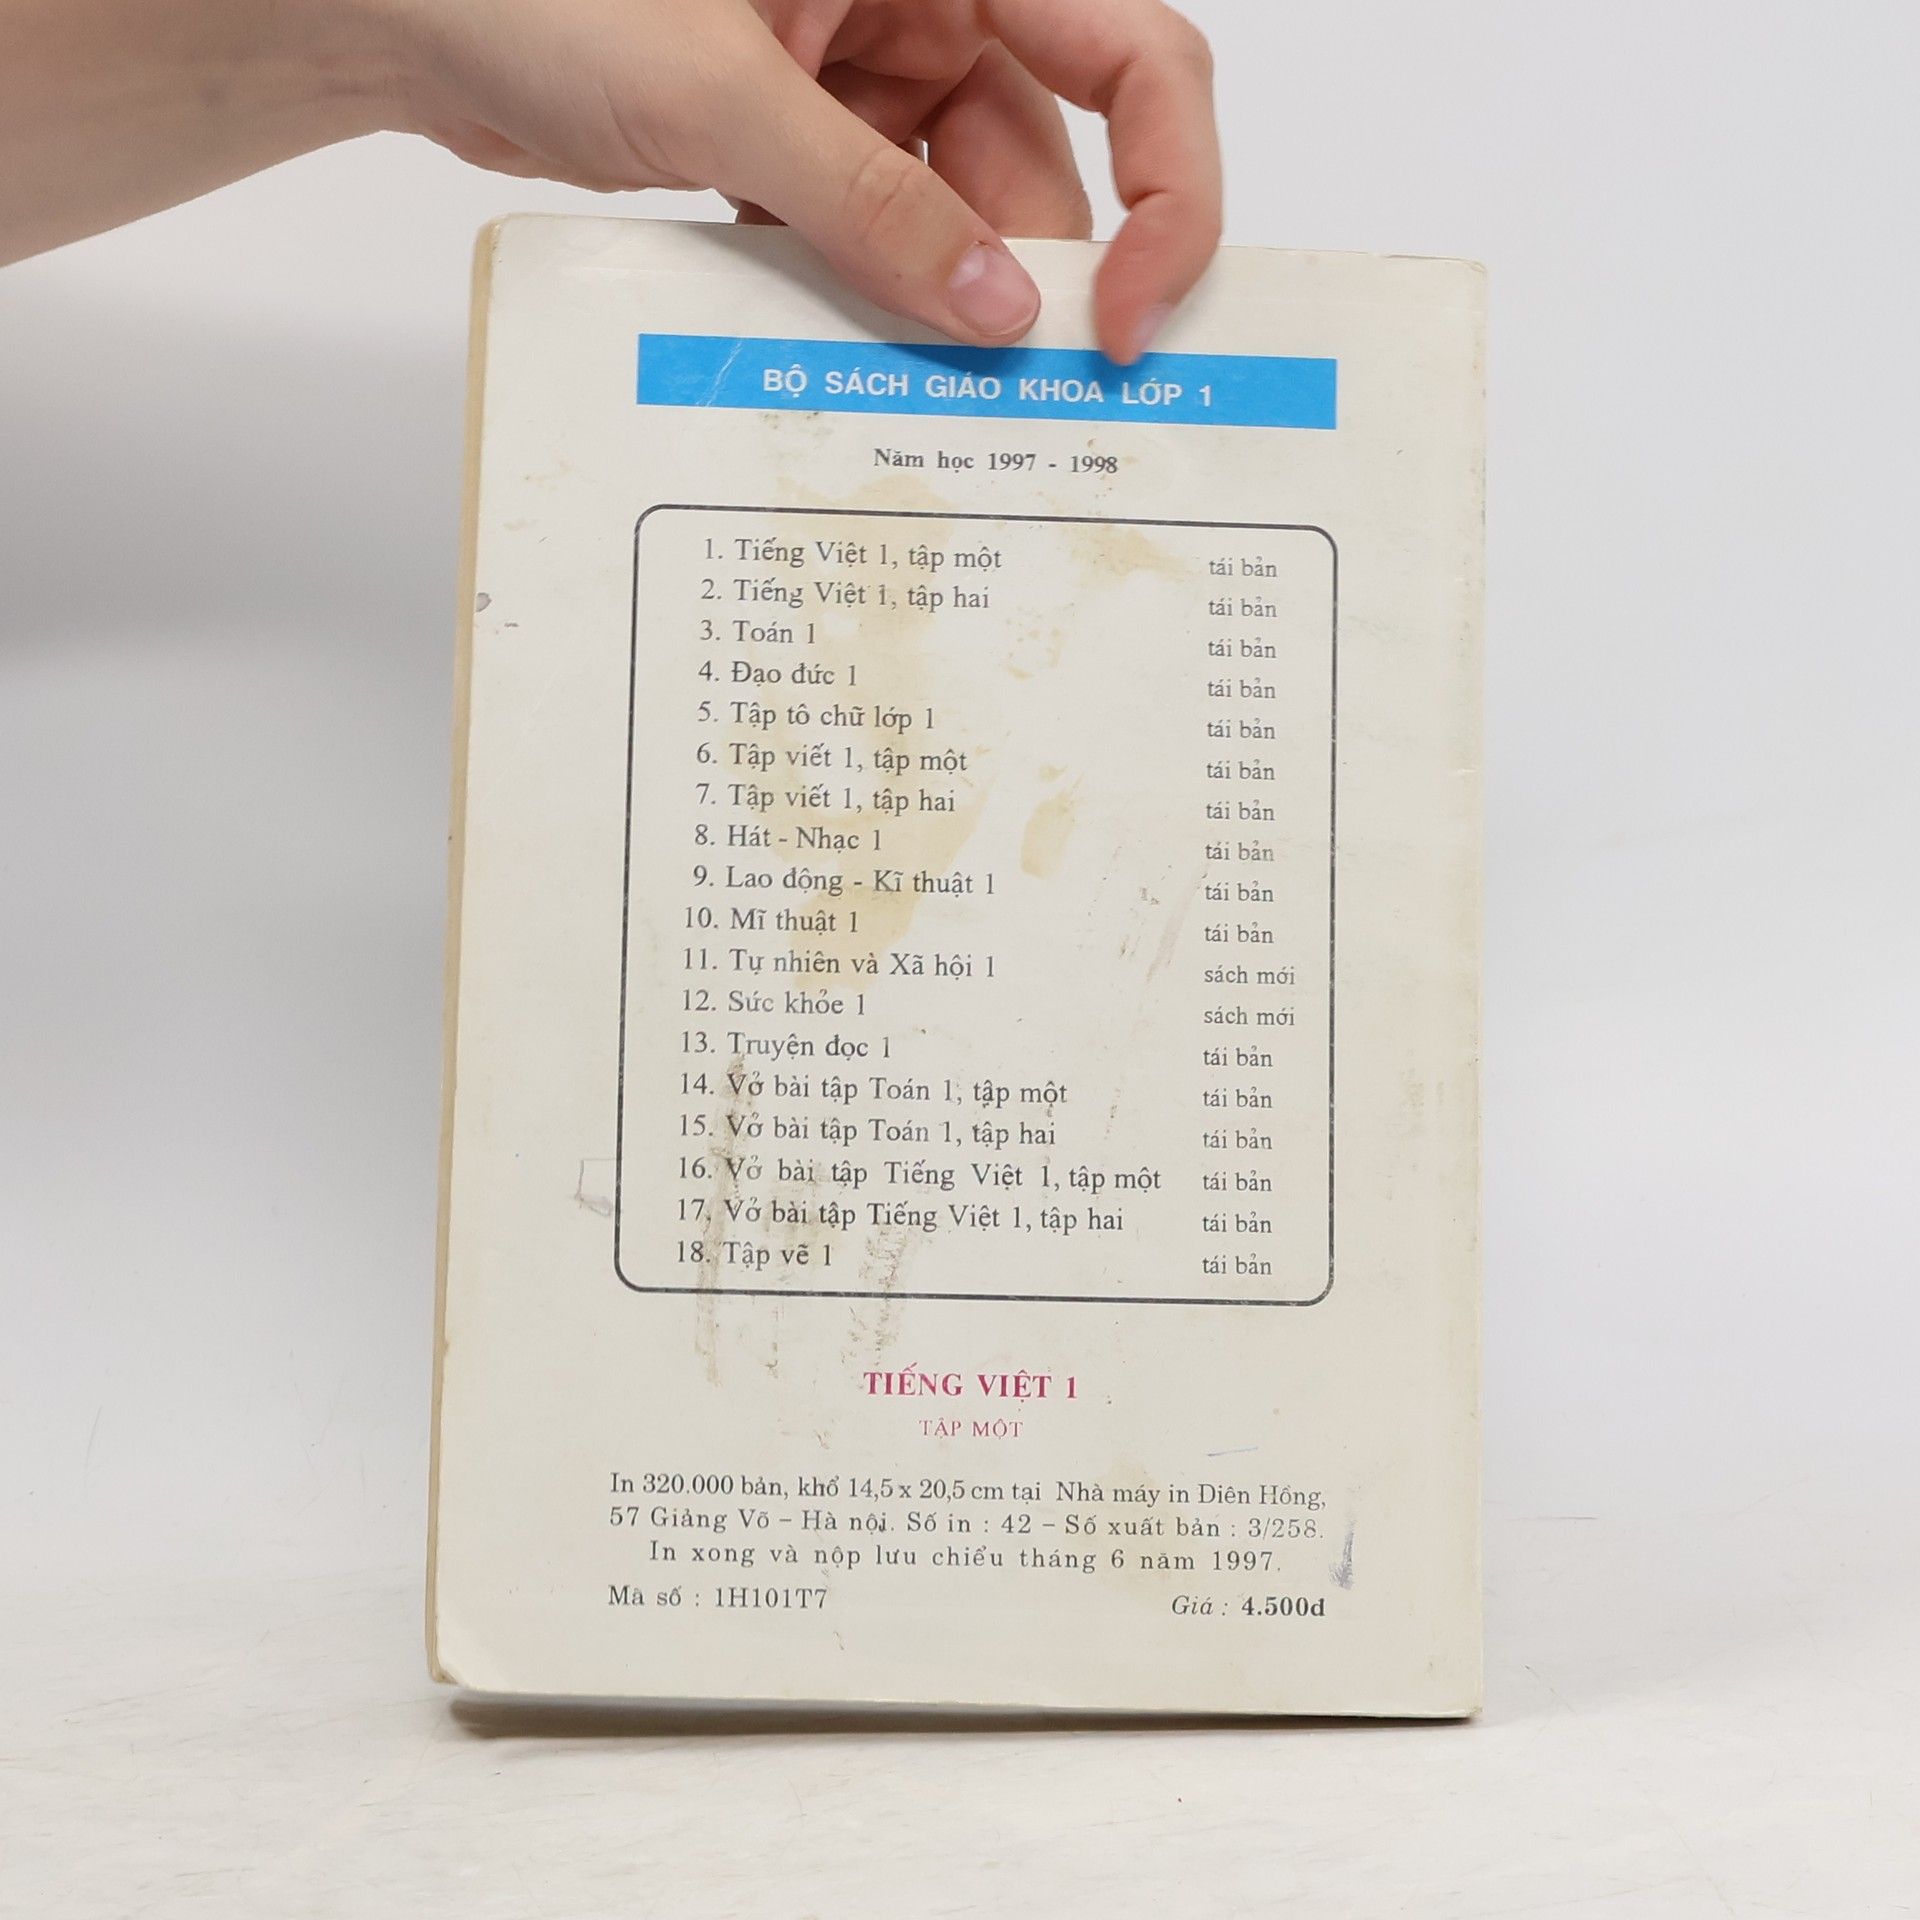 BỘ SÁCH GIÁO KHOA LỚP 1
Năm học 1997 - 1998
1. Tiếng Việt 1, tập một tái bản
2. Tiếng Việt 1, tập hai tái bản
3. Toán 1 tái bản
4. Đạo đức 1 tái bản
5. Tập tô chữ lớp 1 tái bản
6. Tập viết 1, tập một tái bản
7. Tập viết 1, tập hai tái bản
8. Hát - Nhạc 1 tái bản
9. Lao động - Kĩ thuật 1 tái bản
10. Mĩ thuật 1 tái bản
11. Tự nhiên và Xã hội 1 sách mới
12. Sức khỏe 1 sách mới
13. Truyện đọc 1 tái bản
14. Vở bài tập Toán 1, tập một tái bản
15. Vở bài tập Toán 1, tập hai tái bản
16. Vở bài tập Tiếng Việt 1, tập một tái bản
17. Vở bài tập Tiếng Việt 1, tập hai tái bản
18. Tập vẽ 1 tái bản
TIẾNG VIỆT 1
TẬP MỘT
In 320.000 bản, khổ 14,5 x 20,5 cm tại Nhà máy in Diên Hồng,
57 Giảng Võ – Hà nội. Số in : 42 – Số xuất bản : 3/258.
In xong và nộp lưu chiểu tháng 6 năm 1997.
Mã số : 1H101T7 Giá : 4.500đ